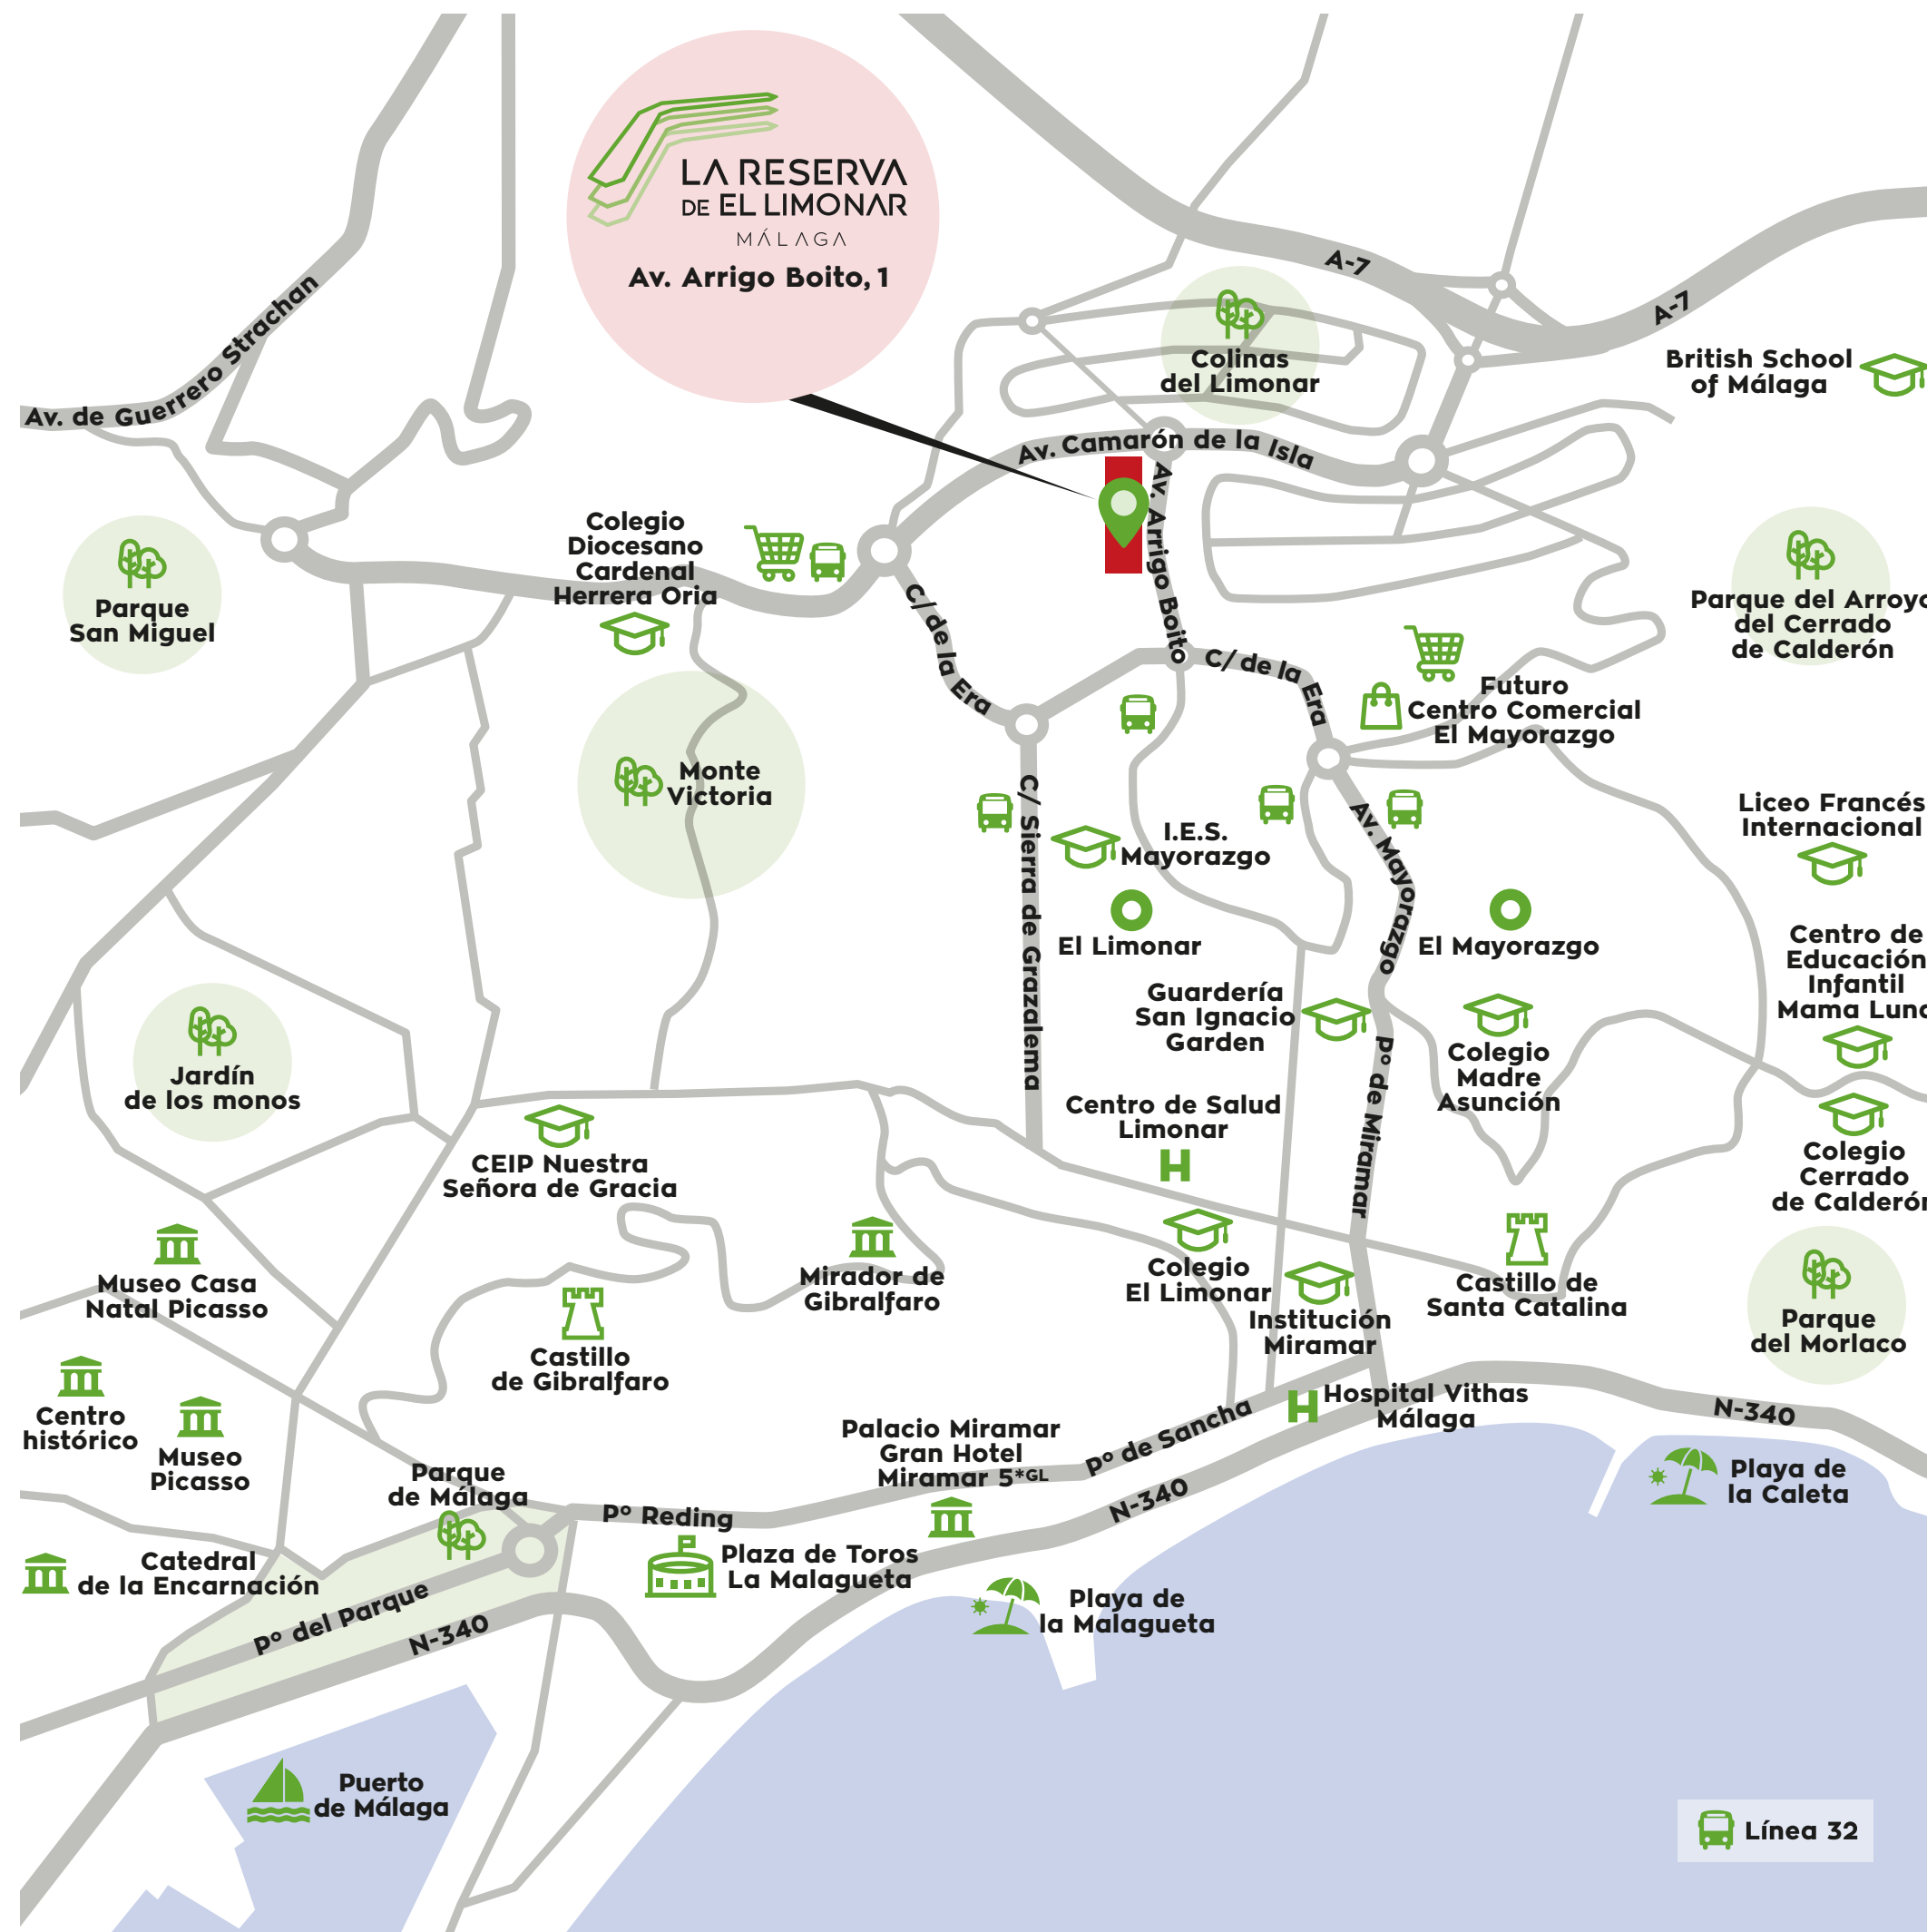 LA RESERVA
DE EL LIMONAR
MÁLAGA
Av. Arrigo Boito, 1
A-7
A-7
Av. de Guerrero Strachan
Colinas
del Limonar
British School
of Málaga
Av. Camarón de la Isla
Av. Arrigo Boito
Colegio
Diocesano
Cardenal
Herrera Oria
Parque
San Miguel
Parque del Arroyo
del Cerrado
de Calderón
C/ de la Era
C/ de la Era
Futuro
Centro Comercial
El Mayorazgo
Monte
Victoria
C/ Sierra de Grazalema
I.E.S.
Mayorazgo
Av. Mayorazgo
Liceo Francés
Internacional
El Limonar
El Mayorazgo
Centro de
Educación
Infantil
Mama Luna
Guardería
San Ignacio
Garden
Colegio
Madre
Asunción
Pº de Miramar
Jardín
de los monos
Centro de Salud
Limonar
H
CEIP Nuestra
Señora de Gracia
Colegio
Cerrado
de Calderón
Museo Casa
Natal Picasso
Mirador de
Gibralfaro
Colegio
El Limonar
Institución
Miramar
Castillo de
Santa Catalina
Parque
del Morlaco
Castillo
de Gibralfaro
Centro
histórico
Museo
Picasso
H
Hospital Vithas
Málaga
N-340
Palacio Miramar
Gran Hotel
Miramar 5*GL
Pº de Sancha
N-340
Playa de
la Caleta
Parque
de Málaga
Pº Reding
Plaza de Toros
La Malagueta
Catedral
de la Encarnación
Pº del Parque
N-340
Playa de
la Malagueta
Puerto
de Málaga
Línea 32